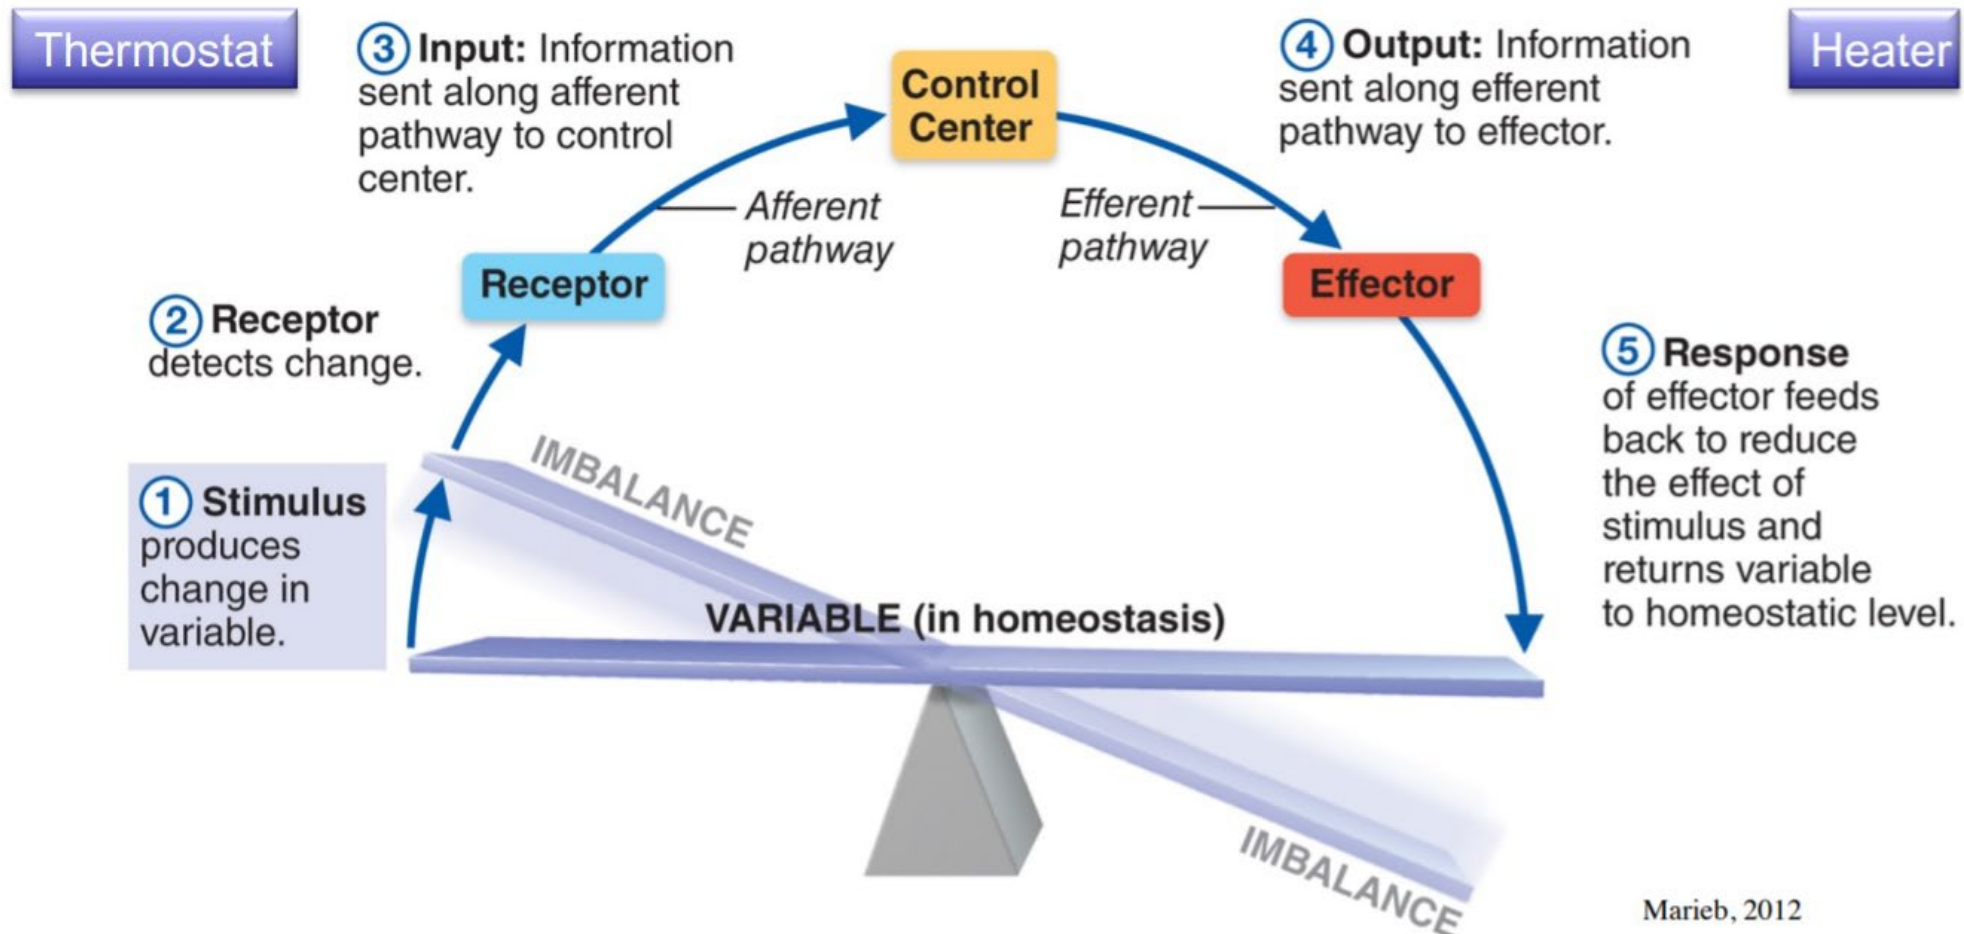 Thermostat
③ Input: Information
sent along afferent
pathway to control
center.
Control
Center
④ Output: Information
sent along efferent
pathway to effector.
Heater
Afferent
pathway
Efferent
pathway
Receptor
Effector
② Receptor
detects change.
⑤ Response
of effector feeds
back to reduce
the effect of
stimulus and
returns variable
to homeostatic level.
① Stimulus
produces
change in
variable.
IMBALANCE
VARIABLE (in homeostasis)
IMBALANCE
Marieb, 2012